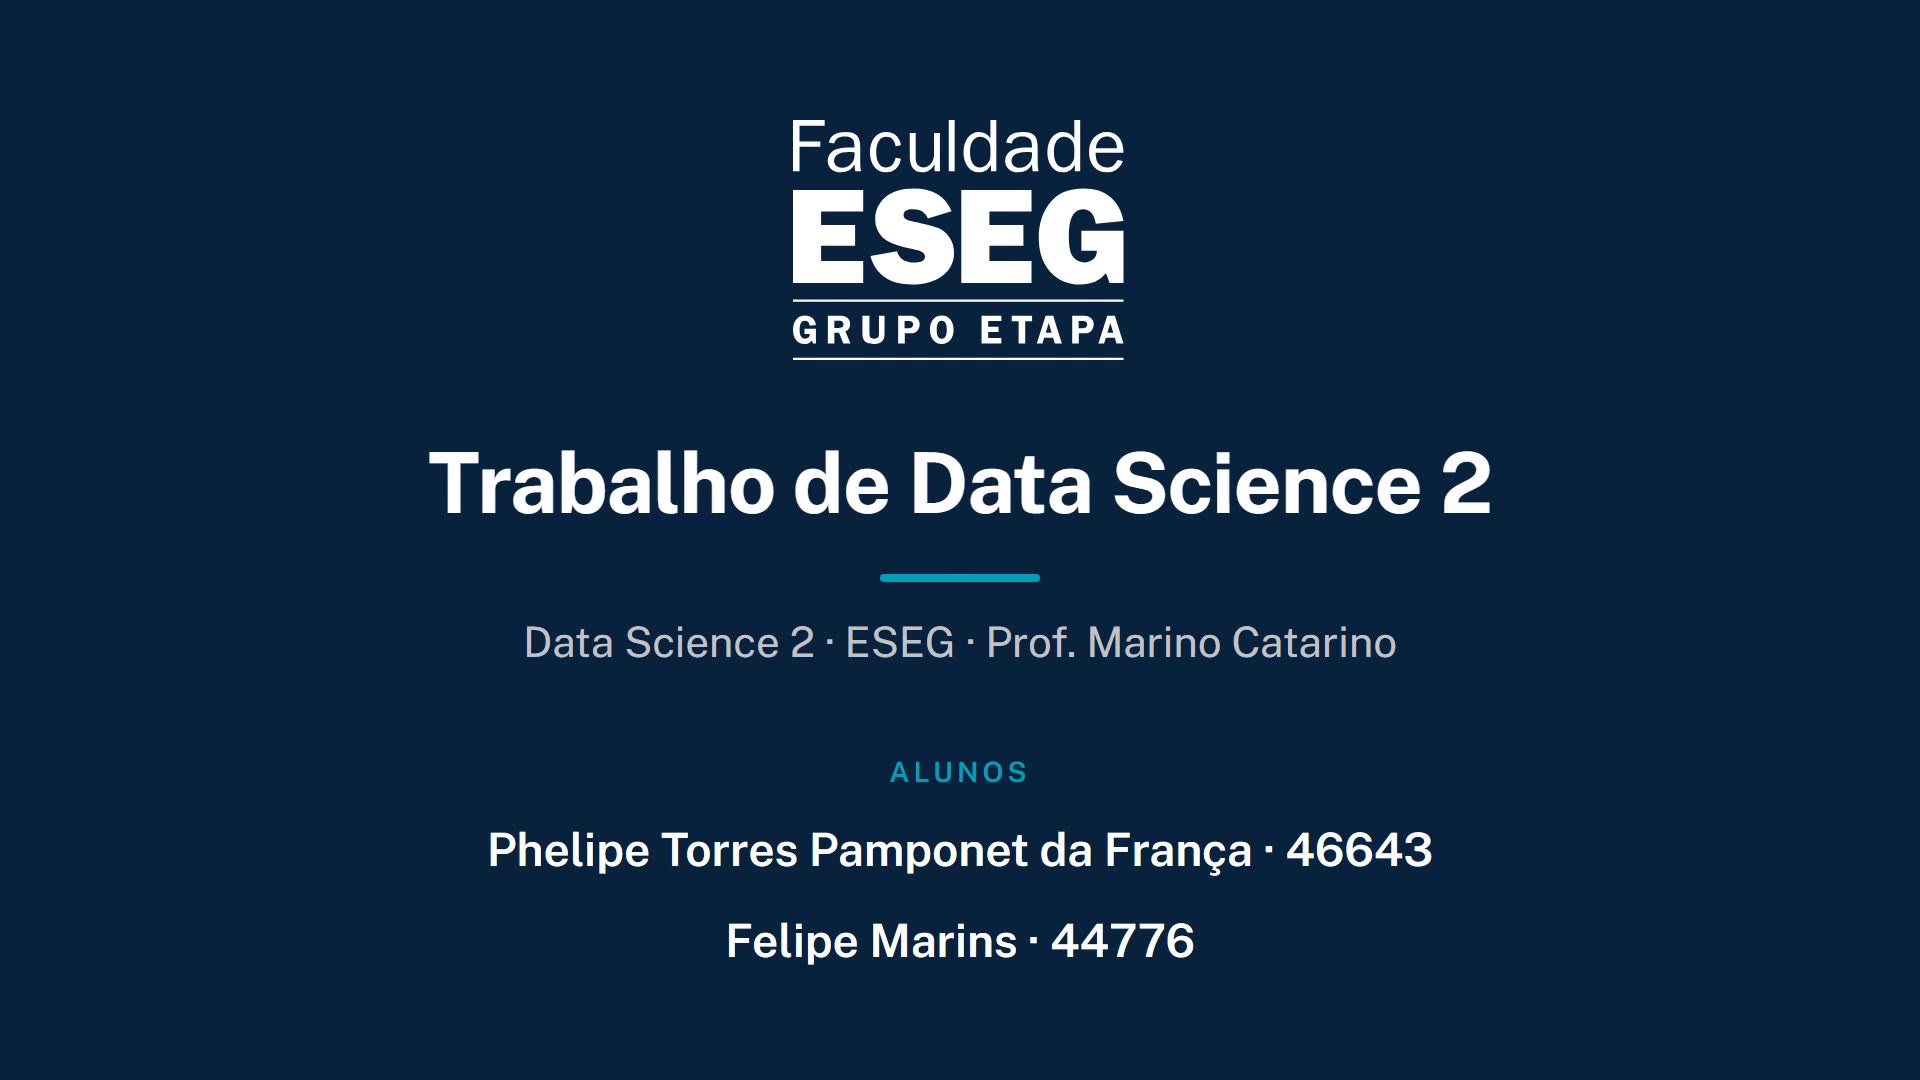 Faculdade
ESEG
GRUPO ETAPA
Trabalho de Data Science 2
Data Science 2 · ESEG · Prof. Marino Catarino
ALUNOS
Phelipe Torres Pamponet da França · 46643
Felipe Marins · 44776